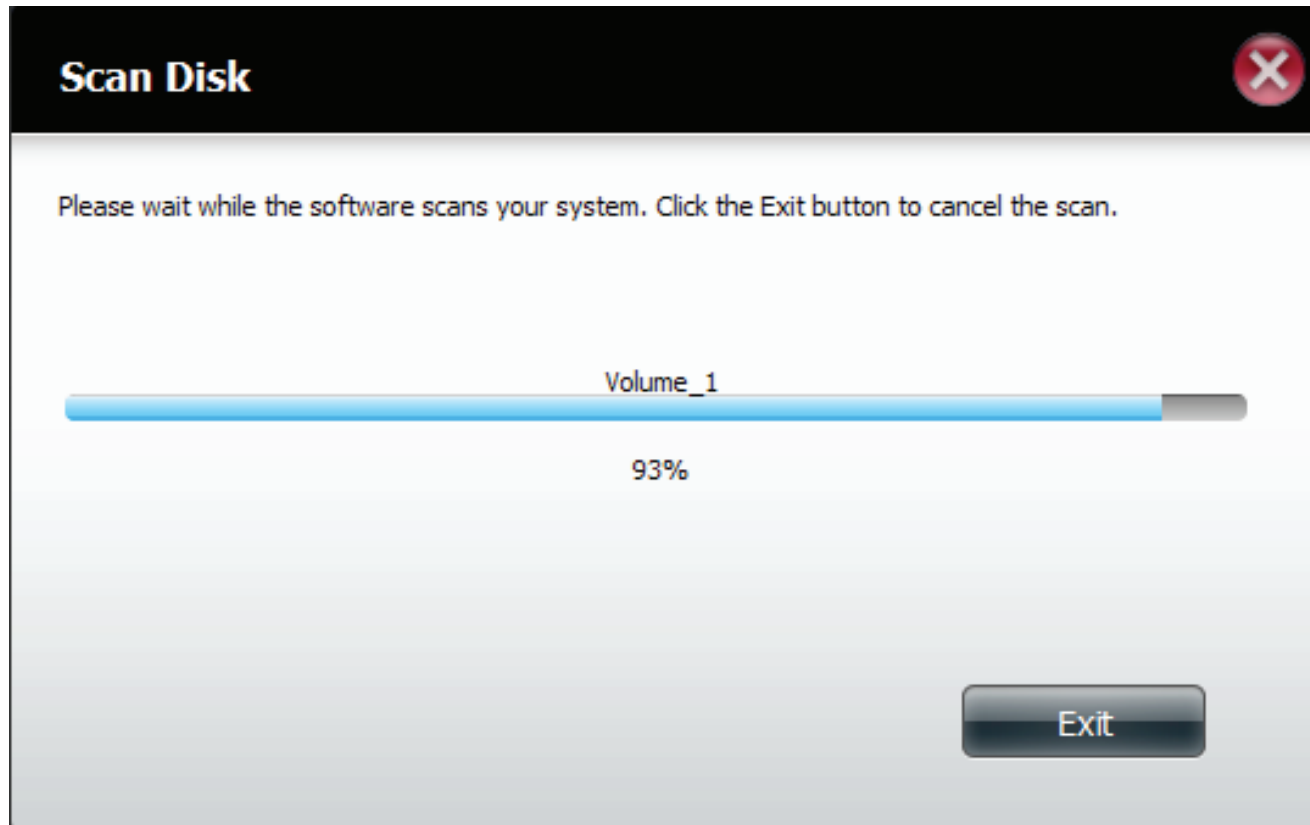 Scan Disk
Please wait while the software scans your system. Click the Exit button to cancel the scan.
Volume_1
93%
Exit